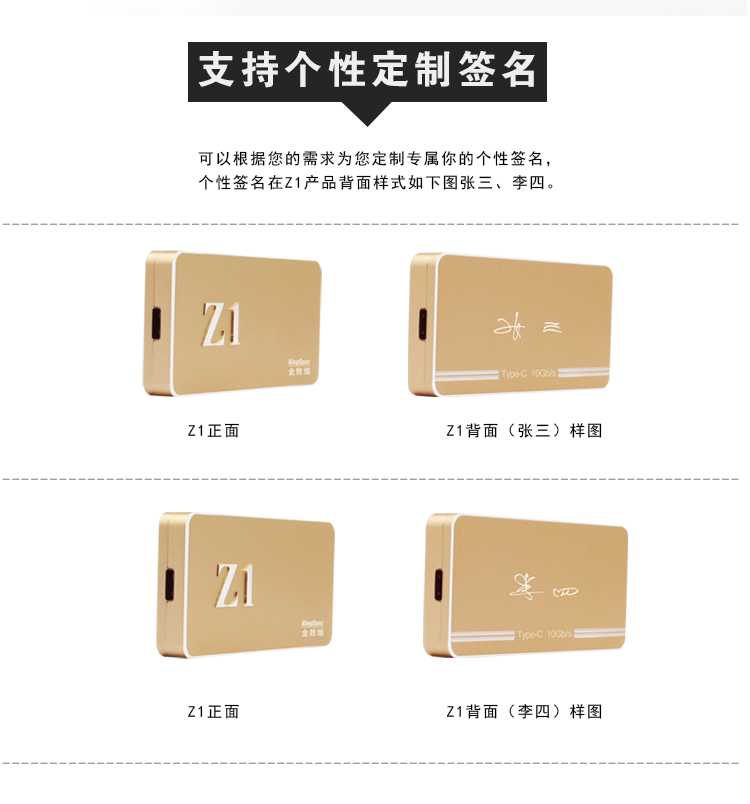 支持个性定制签名
可以根据您的需求为您定制专属你的个性签名，
个性签名在Z1产品背面样式如下图张三、李四。
Z1
KingSpec
金胜维
张三
Type-C 10Gb/s
Z1正面
Z1背面（张三）样图
Z1
KingSpec
金胜维
李四
Type-C 10Gb/s
Z1正面
Z1背面（李四）样图